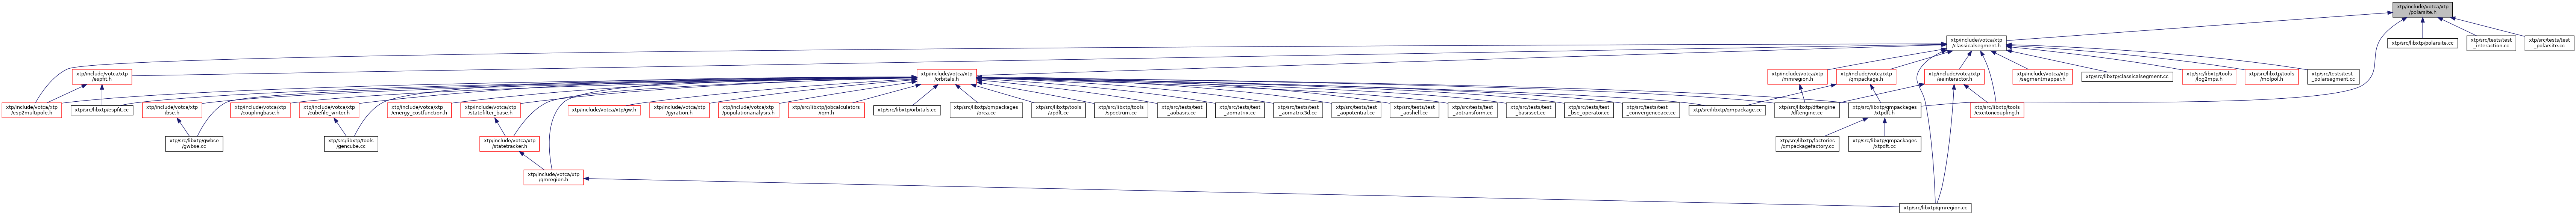 xtp/include/votca/xtp
/polarsite.h
xtp/include/votca/xtp
/classicalsegment.h
xtp/src/libxtp/polarsite.cc
xtp/src/tests/test
_interaction.cc
xtp/src/tests/test
_polarsite.cc
xtp/include/votca/xtp
/espfit.h
xtp/include/votca/xtp
/orbitals.h
xtp/include/votca/xtp
/mmregion.h
xtp/include/votca/xtp
/qmpackage.h
xtp/include/votca/xtp
/eeinteractor.h
xtp/include/votca/xtp
/segmentmapper.h
xtp/src/libxtp/classicalsegment.cc
xtp/src/libxtp/tools
/log2mps.h
xtp/src/libxtp/tools
/molpol.h
xtp/src/tests/test
_polarsegment.cc
xtp/include/votca/xtp
/esp2multipole.h
xtp/src/libxtp/espfit.cc
xtp/include/votca/xtp
/bse.h
xtp/include/votca/xtp
/couplingbase.h
xtp/include/votca/xtp
/cubefile_writer.h
xtp/include/votca/xtp
/energy_costfunction.h
xtp/include/votca/xtp
/statefilter_base.h
xtp/include/votca/xtp/gw.h
xtp/include/votca/xtp
/gyration.h
xtp/include/votca/xtp
/populationanalysis.h
xtp/src/libxtp/jobcalculators
/iqm.h
xtp/src/libxtp/orbitals.cc
xtp/src/libxtp/qmpackages
/orca.cc
xtp/src/libxtp/tools
/apdft.cc
xtp/src/libxtp/tools
/spectrum.cc
xtp/src/tests/test
_aobasis.cc
xtp/src/tests/test
_aomatrix.cc
xtp/src/tests/test
_aomatrix3d.cc
xtp/src/tests/test
_aopotential.cc
xtp/src/tests/test
_aoshell.cc
xtp/src/tests/test
_aotransform.cc
xtp/src/tests/test
_basisset.cc
xtp/src/tests/test
_bse_operator.cc
xtp/src/tests/test
_convergenceacc.cc
xtp/src/libxtp/qmpackage.cc
xtp/src/libxtp/dftengine
/dftengine.cc
xtp/src/libxtp/qmpackages
/xtpdft.h
xtp/src/libxtp/tools
/excitoncoupling.h
xtp/src/libxtp/gwbse
/gwbse.cc
xtp/src/libxtp/tools
/gencube.cc
xtp/include/votca/xtp
/statetracker.h
xtp/src/libxtp/factories
/qmpackagefactory.cc
xtp/src/libxtp/qmpackages
/xtpdft.cc
xtp/include/votca/xtp
/qmregion.h
xtp/src/libxtp/qmregion.cc